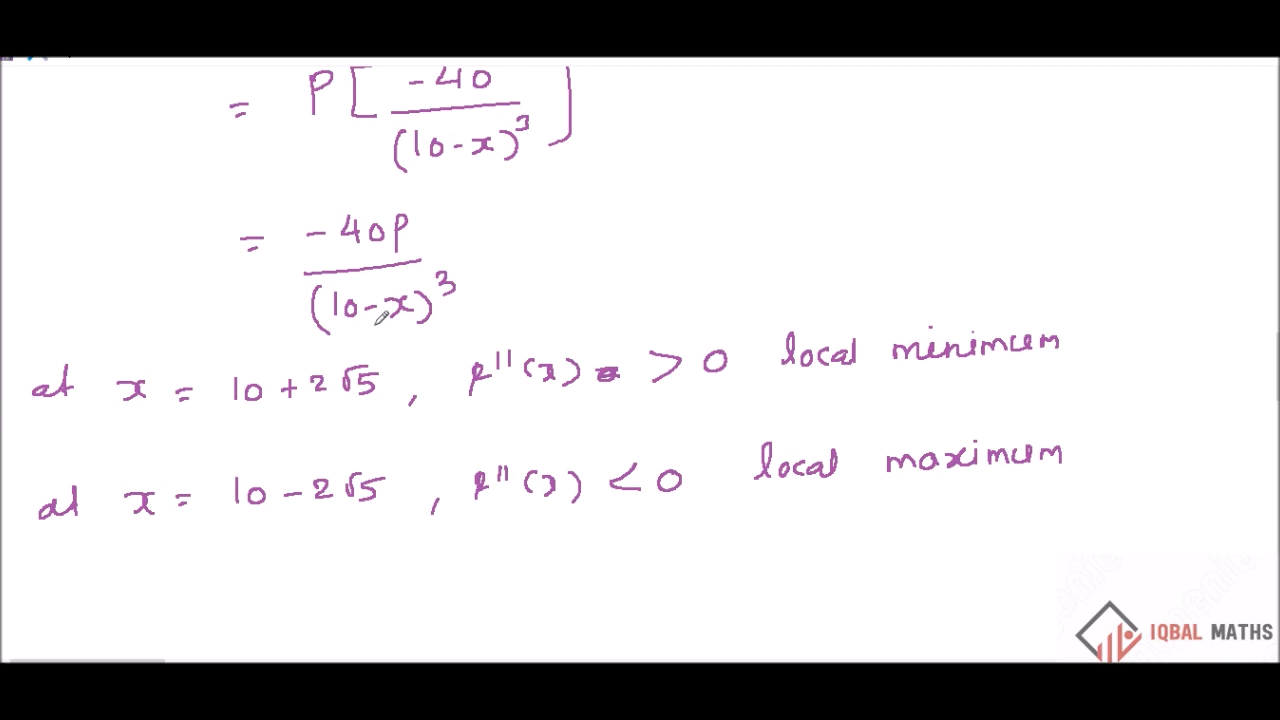 = P [ -40 / (10-x)³ ]
= -40P / (10-x)³
at x = 10 + 2√5 , f''(x) > 0 local minimum
at x = 10 - 2√5 , f''(x) < 0 local maximum
IQBAL MATHS